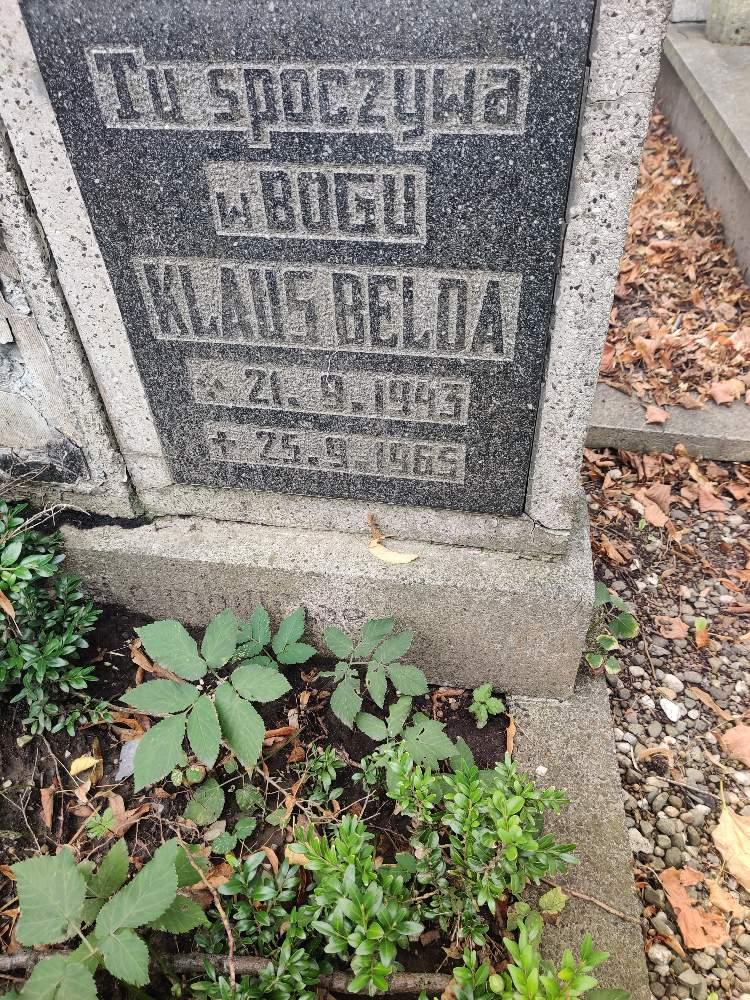 Tu spoczywa
w BOGU
KLAUS BELDA
* 21.9.1943
+ 25.9.1965